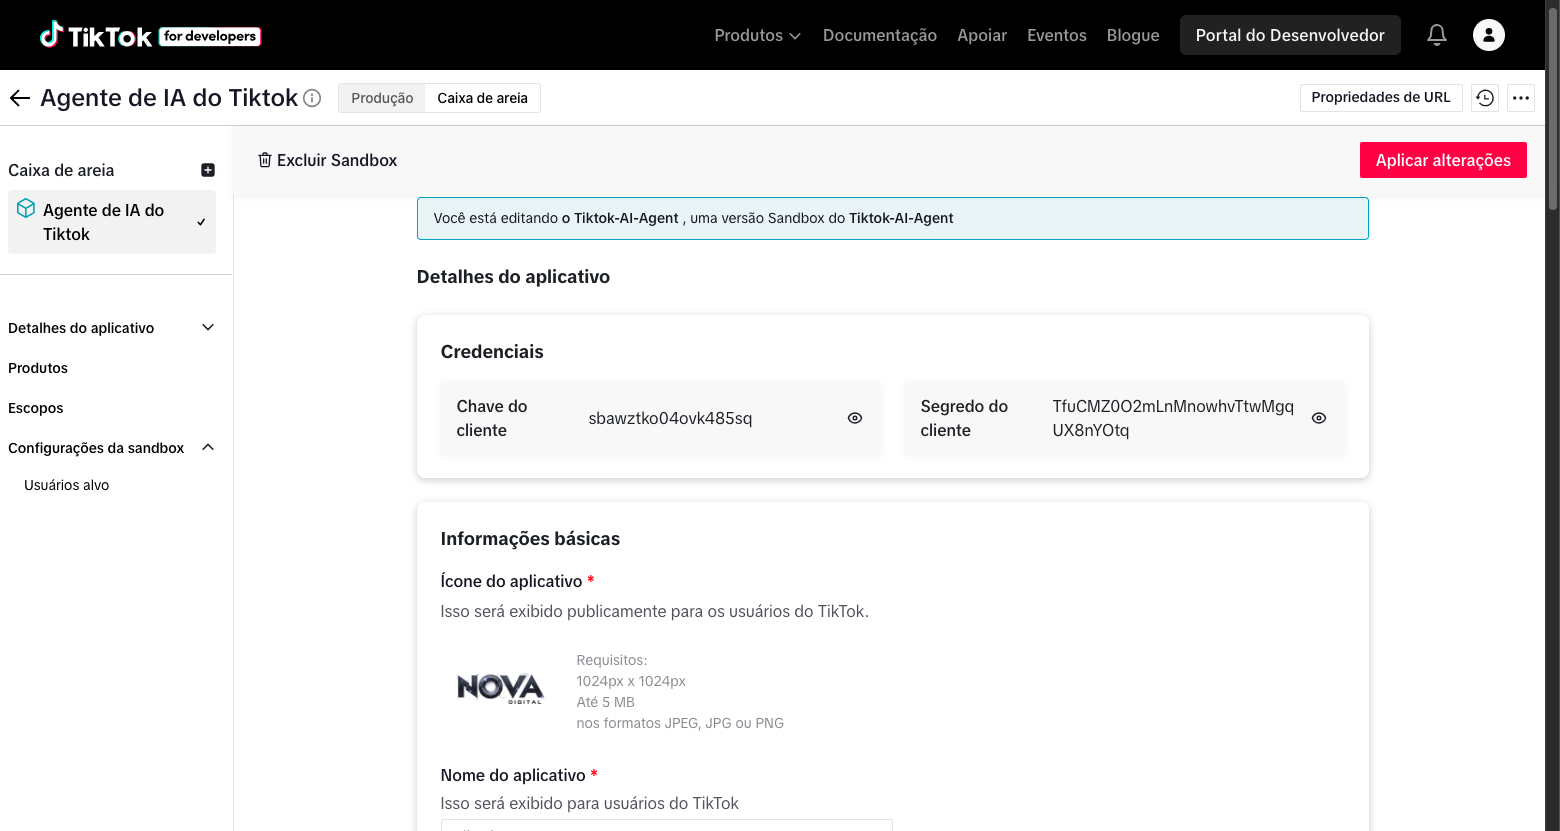 TikTok for developers
Produtos
Documentação
Apoiar
Eventos
Blogue
Portal do Desenvolvedor
Agente de IA do Tiktok
Produção
Caixa de areia
Propriedades de URL
Caixa de areia
Agente de IA do
Tiktok
Detalhes do aplicativo
Produtos
Escopos
Configurações da sandbox
Usuários alvo
Excluir Sandbox
Aplicar alterações
Você está editando o Tiktok-AI-Agent , uma versão Sandbox do Tiktok-AI-Agent
Detalhes do aplicativo
Credenciais
Chave do
cliente
sbawztko04ovk485sq
Segredo do
cliente
TfuCMZ0O2mLnMnowhvTtwMgq
UX8nYOtq
Informações básicas
Ícone do aplicativo *
Isso será exibido publicamente para os usuários do TikTok.
NOVA
DIGITAL
Requisitos:
1024px x 1024px
Até 5 MB
nos formatos JPEG, JPG ou PNG
Nome do aplicativo *
Isso será exibido para usuários do TikTok